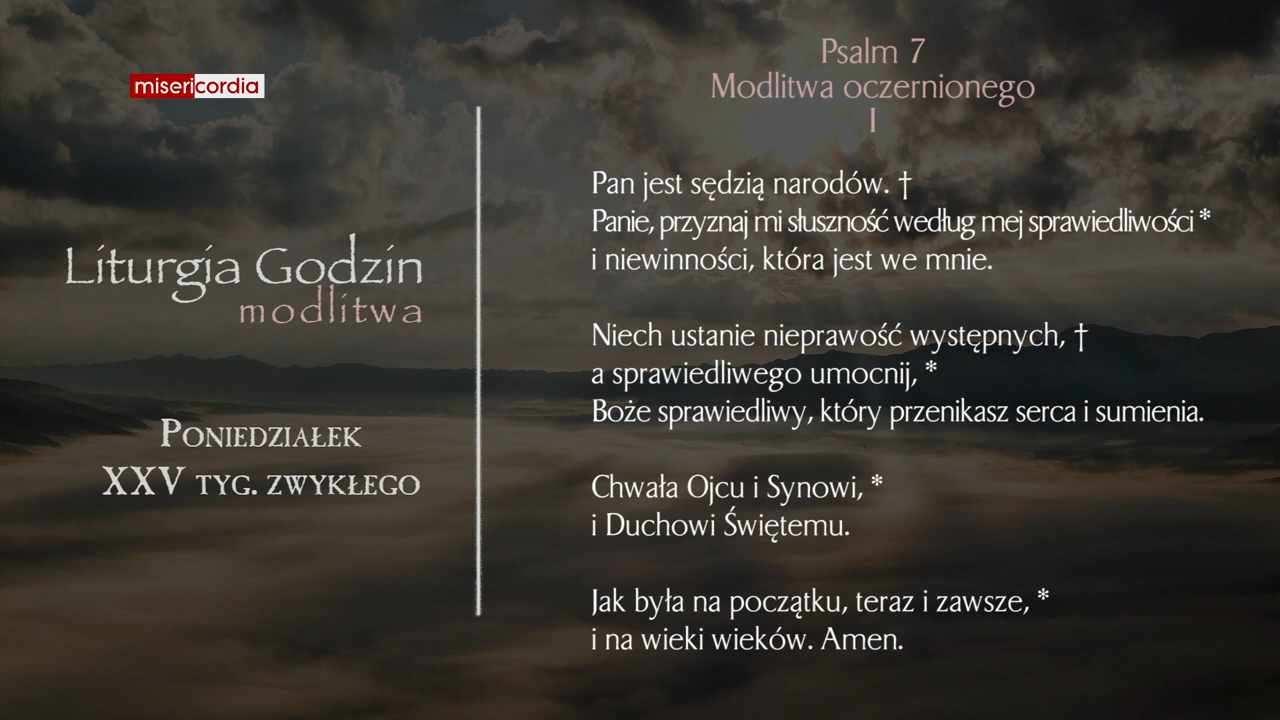 misericordia
Liturgia Godzin
modlitwa
Poniedziałek
XXV tyg. zwykłego
Psalm 7
Modlitwa oczernionego
I
Pan jest sędzią narodów. †
Panie, przyznaj mi słuszność według mej sprawiedliwości *
i niewinności, która jest we mnie.
Niech ustanie nieprawość występnych, †
a sprawiedliwego umocnij, *
Boże sprawiedliwy, który przenikasz serca i sumienia.
Chwała Ojcu i Synowi, *
i Duchowi Świętemu.
Jak była na początku, teraz i zawsze, *
i na wieki wieków. Amen.